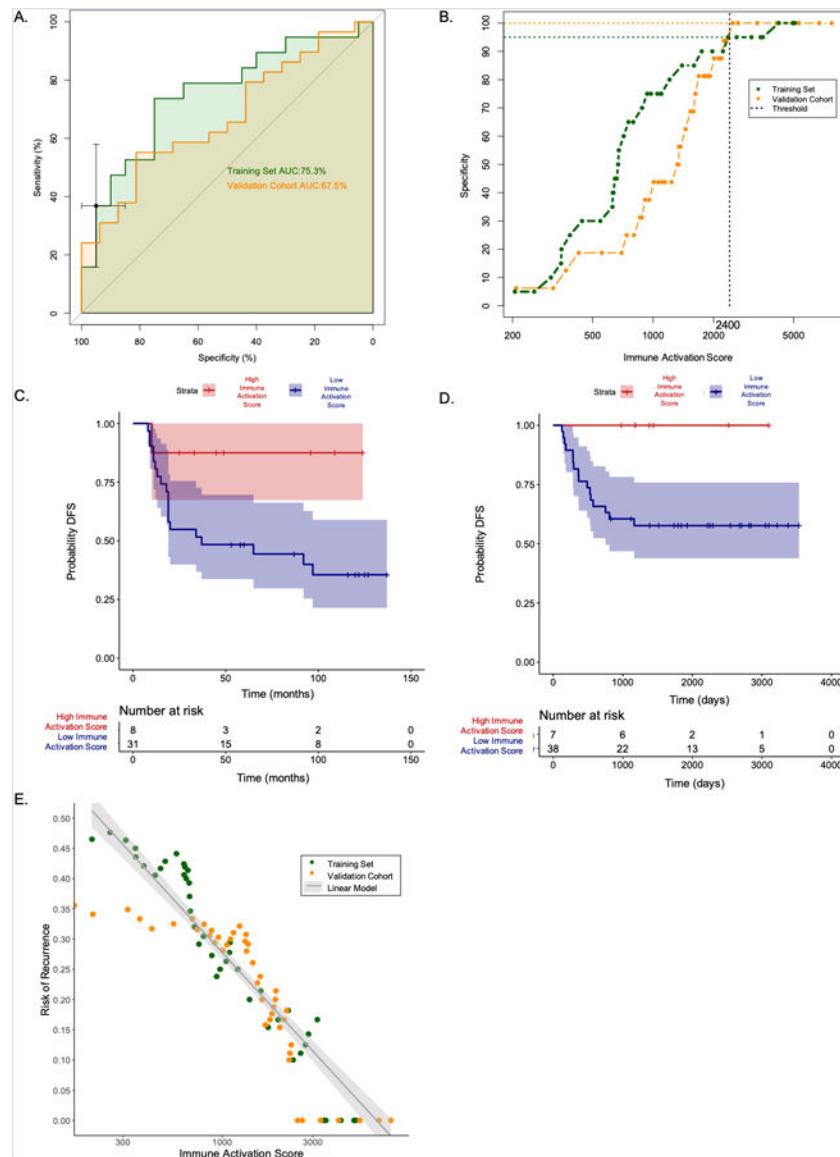 A.
Sensitivity (%)
100
80
60
40
20
0
Training Set AUC:75.3%
Validation Cohort AUC:67.5%
100 80 60 40 20 0
Specificity (%)
B.
Specificity
100
90
80
70
60
50
40
30
20
10
0
Training Set
Validation Cohort
Threshold
200 500 1000 2000 5000
2400
Immune Activation Score
C.
Strata
High
Immune
Activation
Score
Low
Immune
Activation
Score
Probability DFS
1.00
0.75
0.50
0.25
0.00
0 50 100 150
Time (months)
Number at risk
High Immune
Activation Score
Low Immune
Activation Score
8 3 2 0
31 15 8 0
0 50 100 150
Time (months)
D.
Strata
High
Immune
Activation
Score
Low
Immune
Activation
Score
Probability DFS
1.00
0.75
0.50
0.25
0.00
0 1000 2000 3000 4000
Time (days)
Number at risk
High Immune
Activation Score
Low Immune
Activation Score
7 6 2 1 0
38 22 13 5 0
0 1000 2000 3000 4000
Time (days)
E.
Risk of Recurrence
0.50
0.45
0.40
0.35
0.30
0.25
0.20
0.15
0.10
0.05
0.00
Training Set
Validation Cohort
Linear Model
300 1000 3000
Immune Activation Score